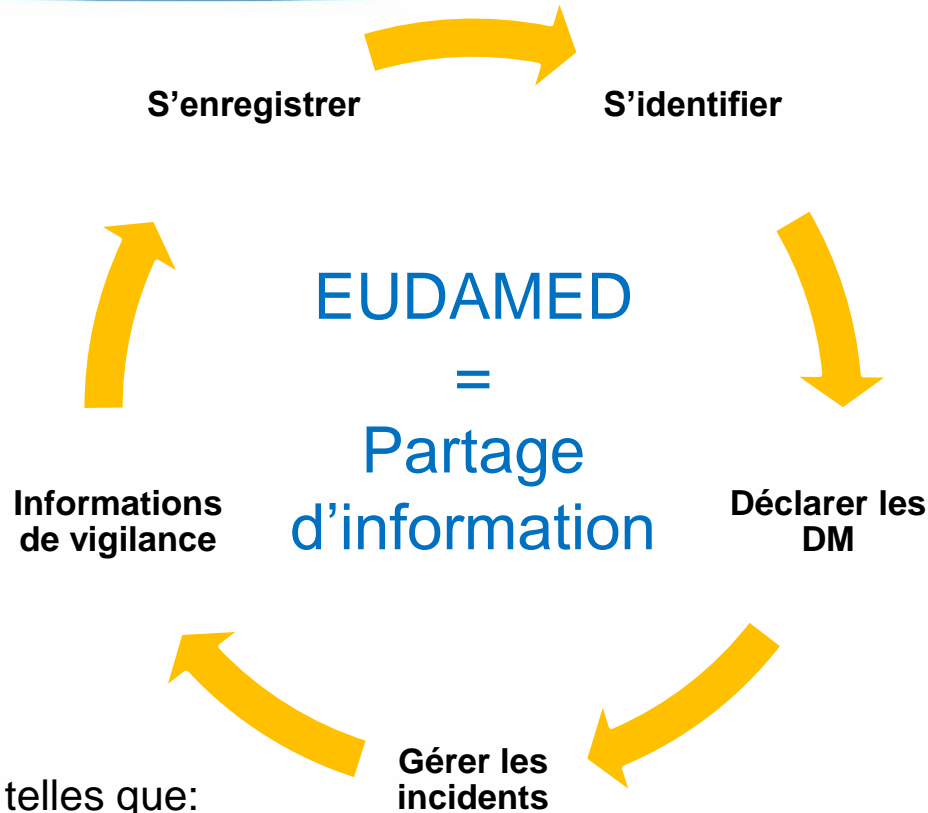 S’enregistrer
S’identifier
EUDAMED
=
Partage
d’information
Informations
de vigilance
Déclarer les
DM
Gérer les
incidents
telles que: